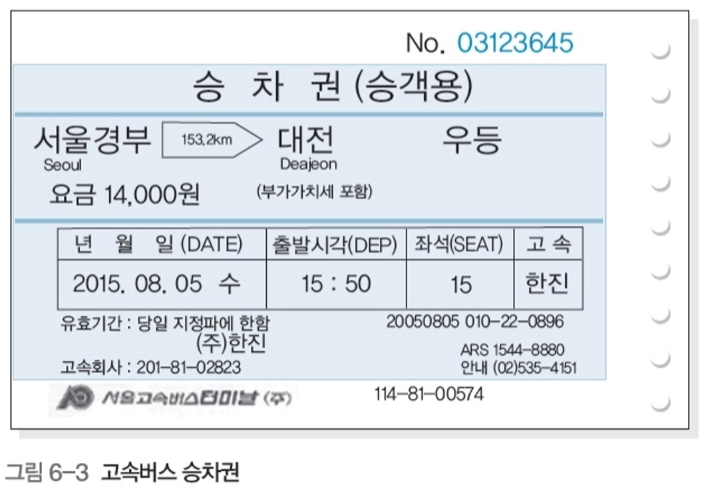 No. 03123645
승 차 권 (승객용)
서울경부 153.2km 대전 우등
Seoul Deajeon
요금 14,000원 (부가가치세 포함)
년 월 일 (DATE) 출발시각(DEP) 좌석(SEAT) 고 속
2015. 08. 05 수 15 : 50 15 한진
유효기간 : 당일 지정파에 한함 20050805 010-22-0896
(주)한진
ARS 1544-8880
고속회사 : 201-81-02823 안내 (02)535-4151
서울고속버스터미날 (주) 114-81-00574
그림 6-3 고속버스 승차권